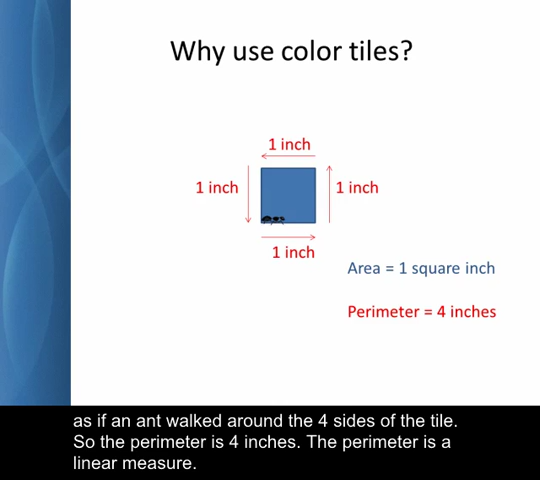 Why use color tiles?
1 inch
1 inch
1 inch
1 inch
Area = 1 square inch
Perimeter = 4 inches
as if an ant walked around the 4 sides of the tile.
So the perimeter is 4 inches. The perimeter is a
linear measure.